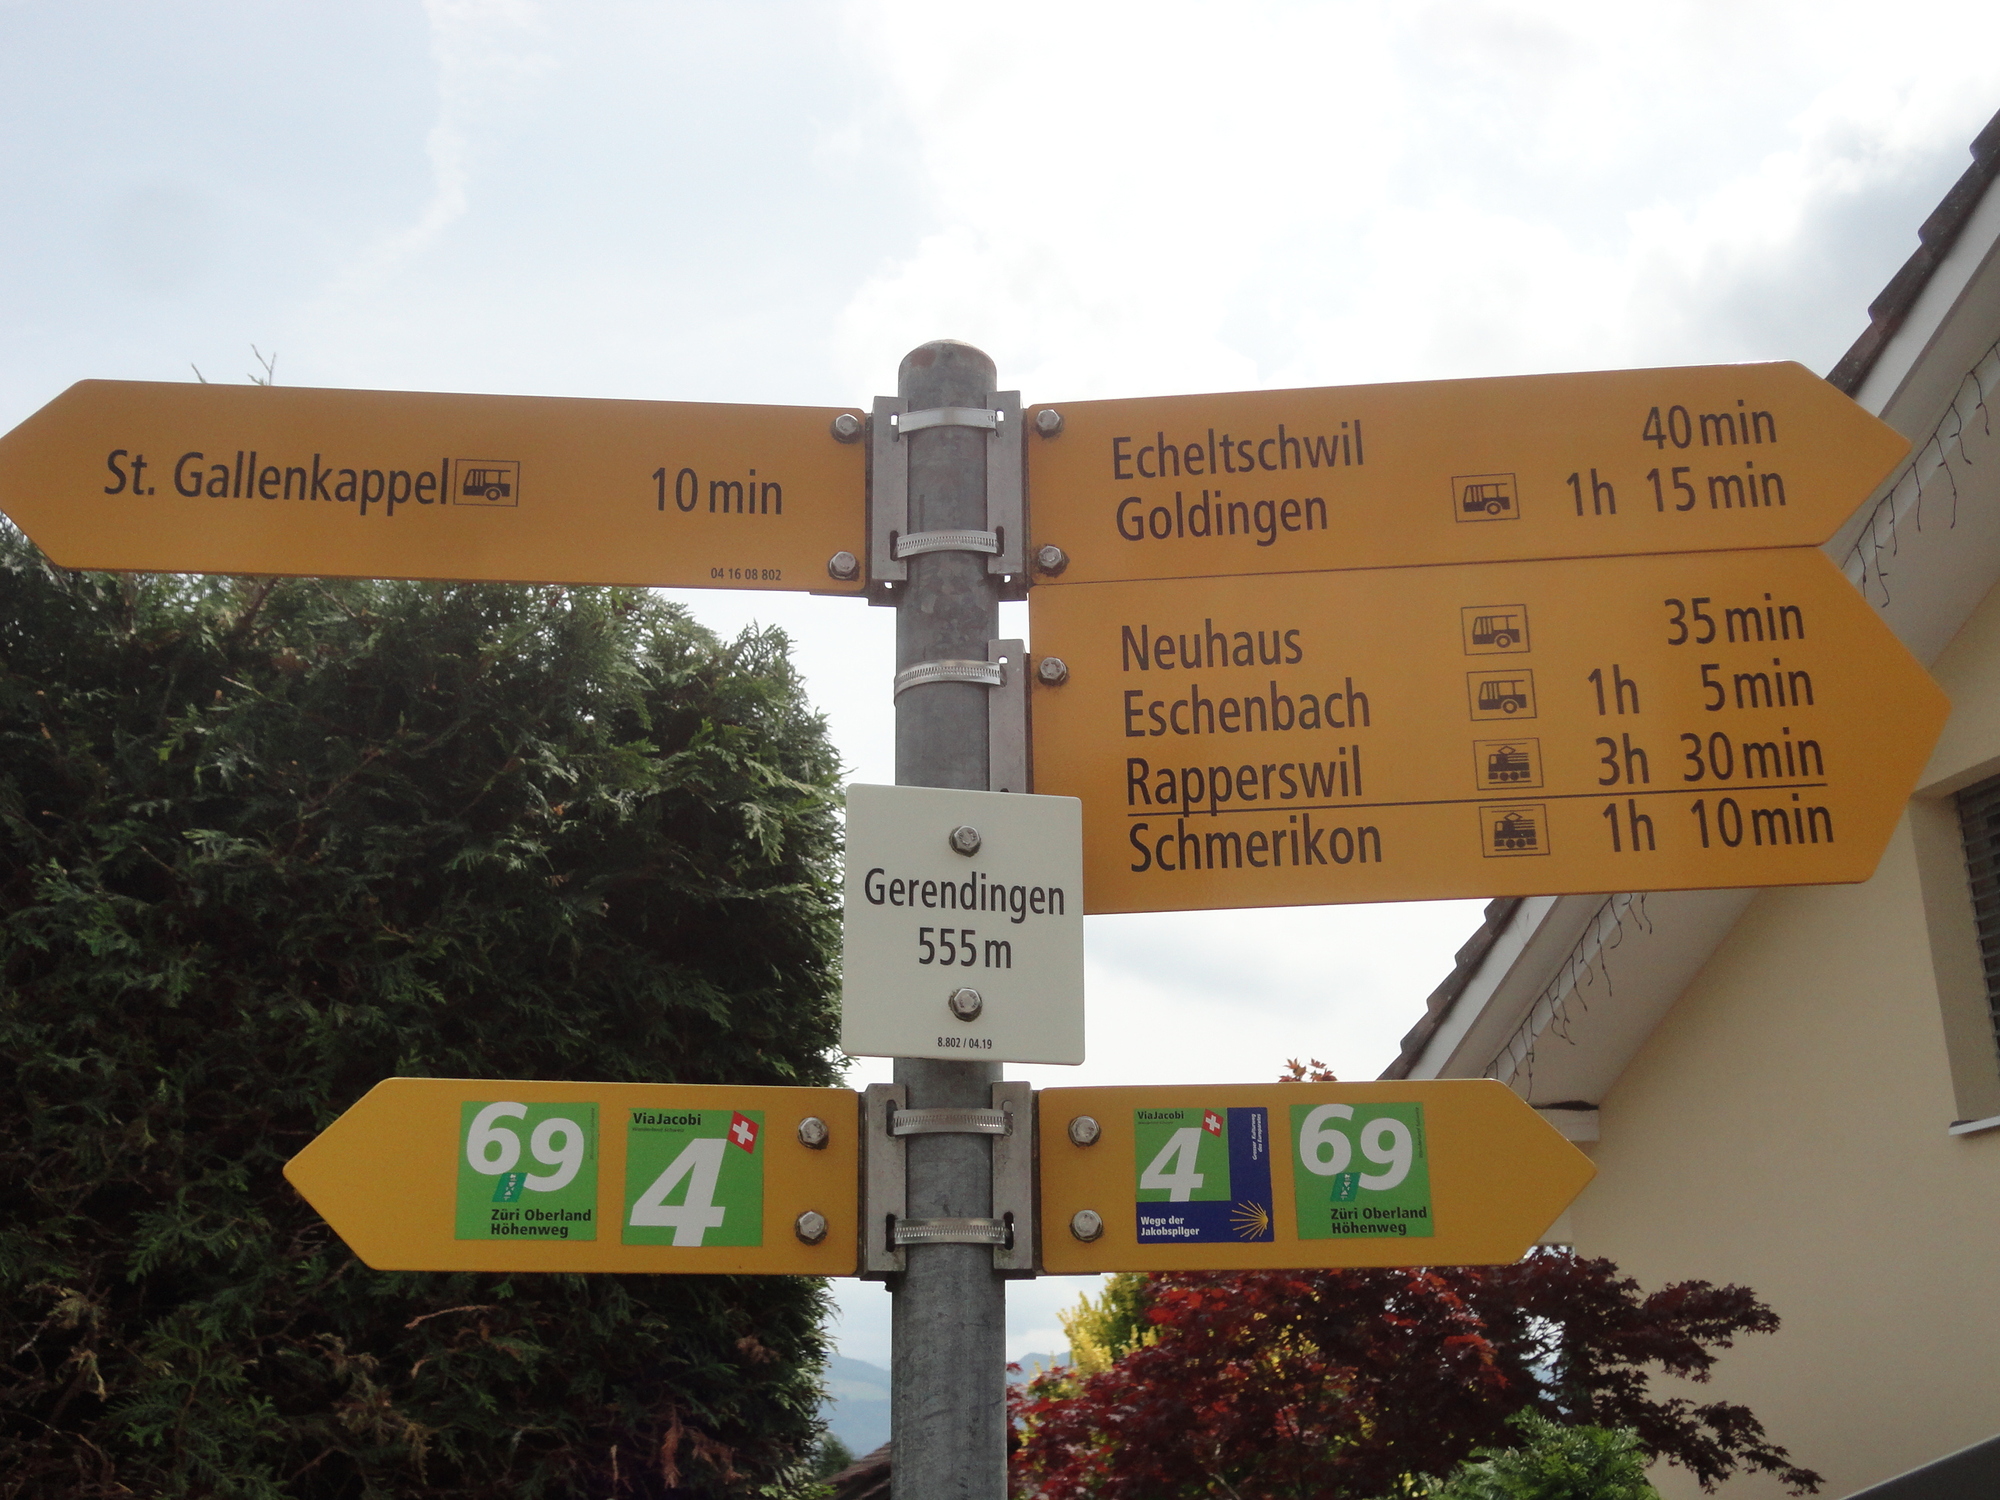 St. Gallenkappel 10 min
04 16 08 802
Echeltschwil 40 min
Goldingen 1h 15 min
Neuhaus 35 min
Eschenbach 1h 5 min
Rapperswil 3h 30 min
Schmerikon 1h 10 min
Gerendingen
555 m
8.802 / 04.19
69
Züri Oberland
Höhenweg
ViaJacobi
4
ViaJacobi
4
Wege der
Jakobspilger
69
Züri Oberland
Höhenweg